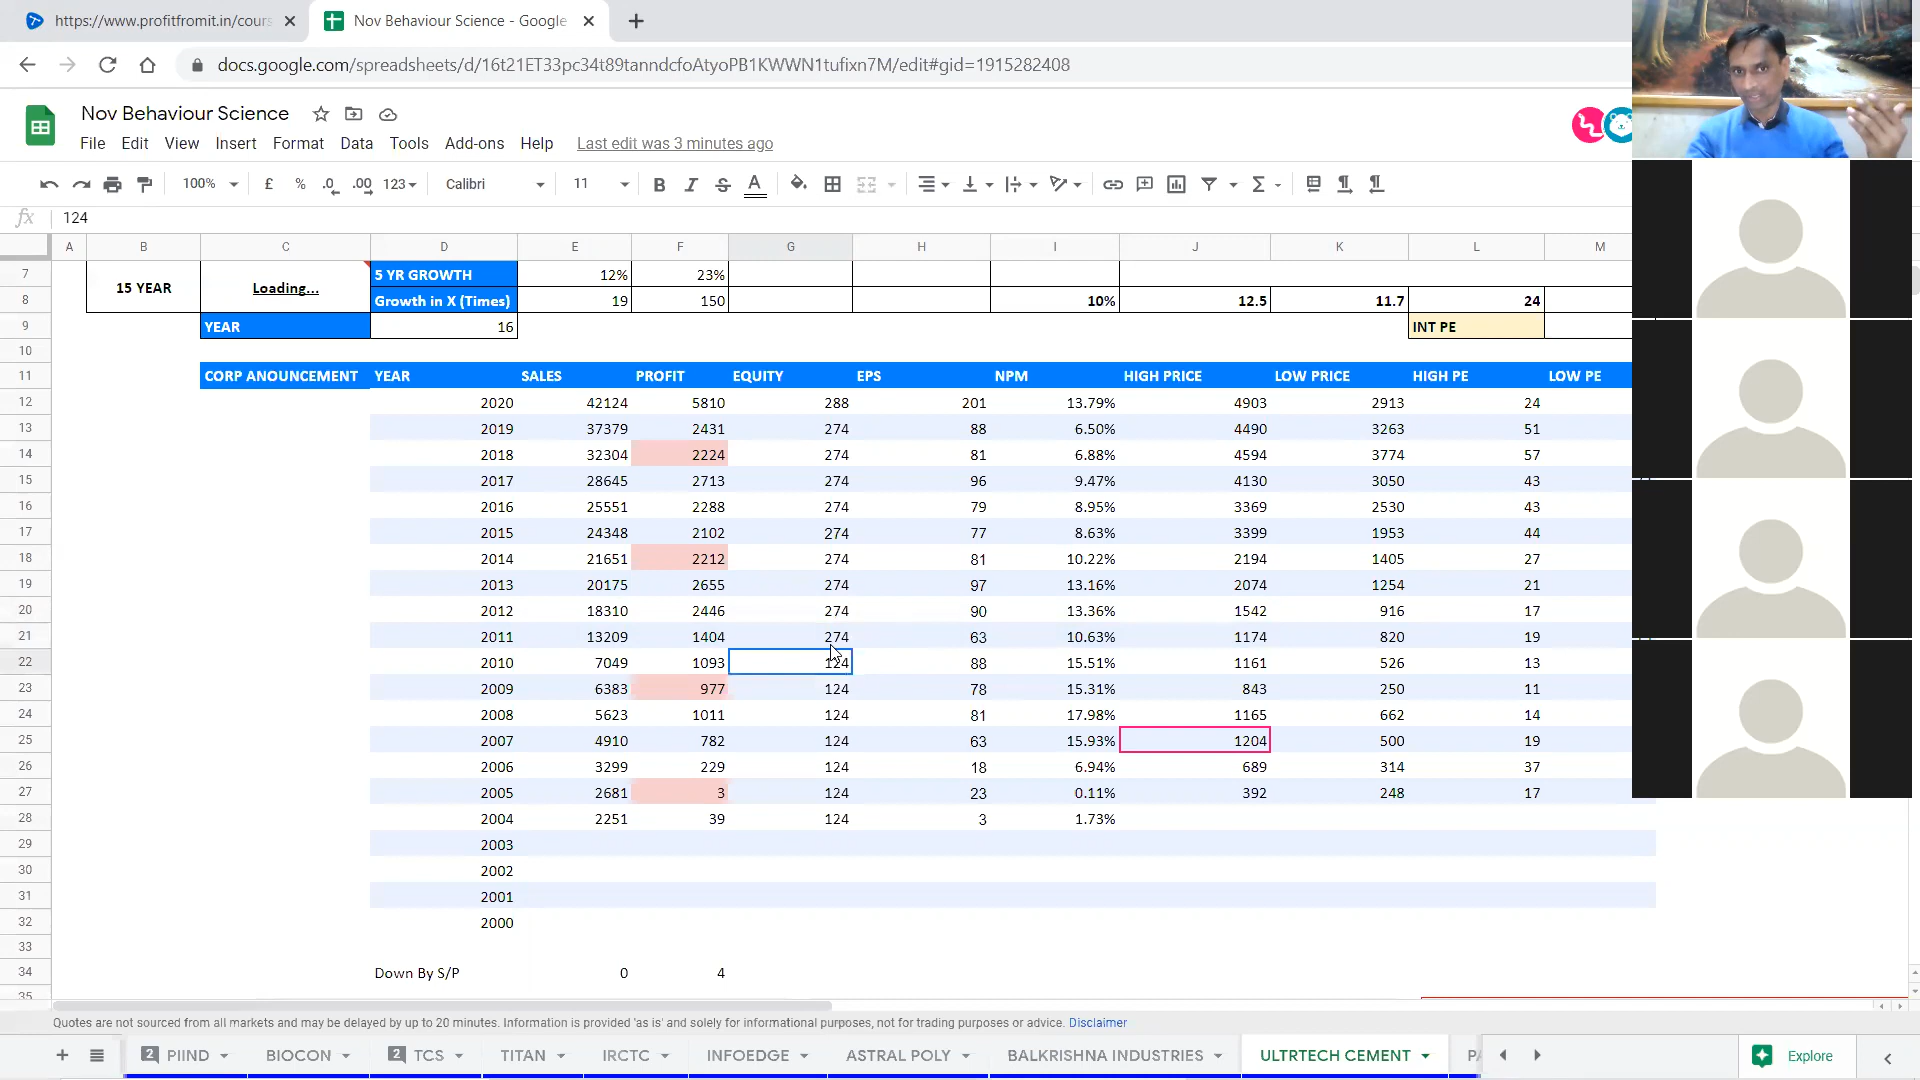 https://www.profitfromit.in/cours
Nov Behaviour Science - Google
docs.google.com/spreadsheets/d/16t21ET33pc34t89tanndcfoAtyoPB1KWWN1tufixn7M/edit#gid=1915282408
Nov Behaviour Science
File Edit View Insert Format Data Tools Add-ons Help Last edit was 3 minutes ago
100% £ % .0 .00 123 Calibri 11 B I S A
fx 124
A B C D E F G H I J K L M
7 15 YEAR Loading... 5 YR GROWTH 12% 23%
8 Growth in X (Times) 19 150 10% 12.5 11.7 24
9 YEAR 16 INT PE
10
11 CORP ANOUNCEMENT YEAR SALES PROFIT EQUITY EPS NPM HIGH PRICE LOW PRICE HIGH PE LOW PE
12 2020 42124 5810 288 201 13.79% 4903 2913 24
13 2019 37379 2431 274 88 6.50% 4490 3263 51
14 2018 32304 2224 274 81 6.88% 4594 3774 57
15 2017 28645 2713 274 96 9.47% 4130 3050 43
16 2016 25551 2288 274 79 8.95% 3369 2530 43
17 2015 24348 2102 274 77 8.63% 3399 1953 44
18 2014 21651 2212 274 81 10.22% 2194 1405 27
19 2013 20175 2655 274 97 13.16% 2074 1254 21
20 2012 18310 2446 274 90 13.36% 1542 916 17
21 2011 13209 1404 274 63 10.63% 1174 820 19
22 2010 7049 1093 124 88 15.51% 1161 526 13
23 2009 6383 977 124 78 15.31% 843 250 11
24 2008 5623 1011 124 81 17.98% 1165 662 14
25 2007 4910 782 124 63 15.93% 1204 500 19
26 2006 3299 229 124 18 6.94% 689 314 37
27 2005 2681 3 124 23 0.11% 392 248 17
28 2004 2251 39 124 3 1.73%
29 2003
30 2002
31 2001
32 2000
33
34 Down By S/P 0 4
35
Quotes are not sourced from all markets and may be delayed by up to 20 minutes. Information is provided 'as is' and solely for informational purposes, not for trading purposes or advice. Disclaimer
2 PIIND BIOCON 2 TCS TITAN IRCTC INFOEDGE ASTRAL POLY BALKRISHNA INDUSTRIES ULTRTECH CEMENT Explore